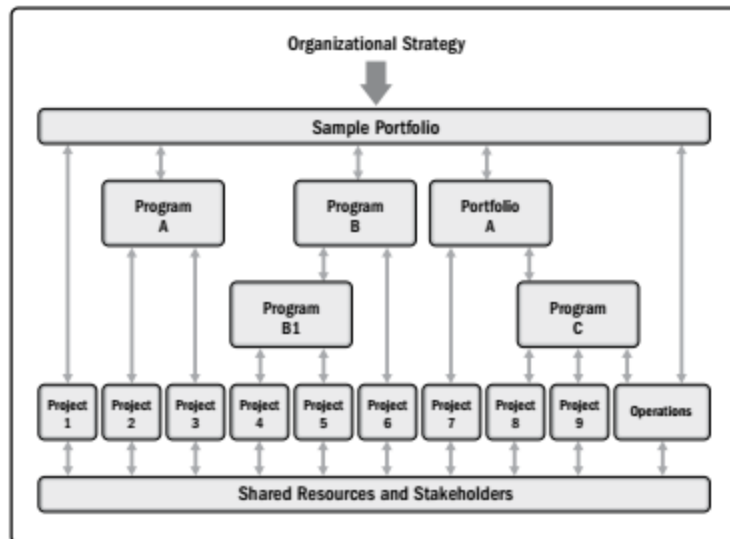 Organizational Strategy
Sample Portfolio
Program
A
Program
B
Portfolio
A
Program
B1
Program
C
Project
1
Project
2
Project
3
Project
4
Project
5
Project
6
Project
7
Project
8
Project
9
Operations
Shared Resources and Stakeholders